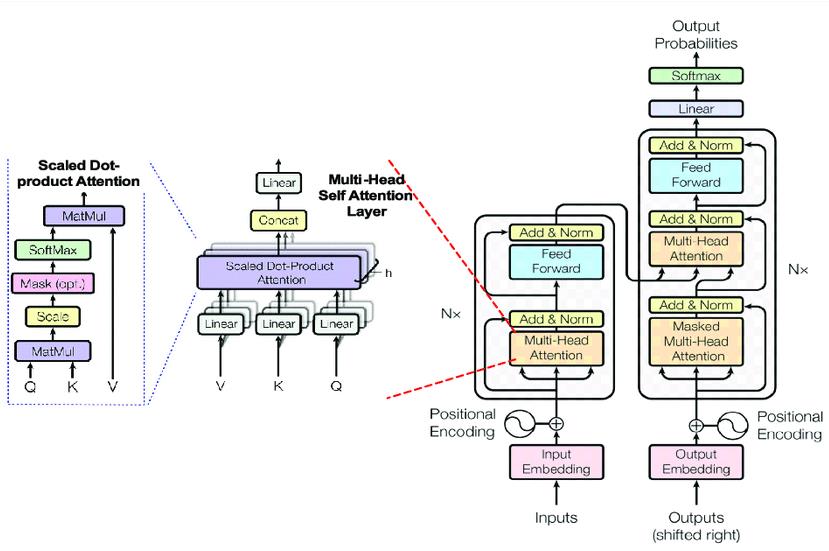 Scaled Dot-
product Attention
MatMul
SoftMax
Mask (opt.)
Scale
MatMul
Q K V
Multi-Head
Self Attention
Layer
Linear
Concat
Scaled Dot-Product
Attention
h
Linear Linear Linear
V K Q
Nx
Add & Norm
Feed
Forward
Add & Norm
Multi-Head
Attention
Positional
Encoding
Input
Embedding
Inputs
Output
Probabilities
Softmax
Linear
Add & Norm
Feed
Forward
Add & Norm
Multi-Head
Attention
Nx
Add & Norm
Masked
Multi-Head
Attention
Positional
Encoding
Output
Embedding
Outputs
(shifted right)